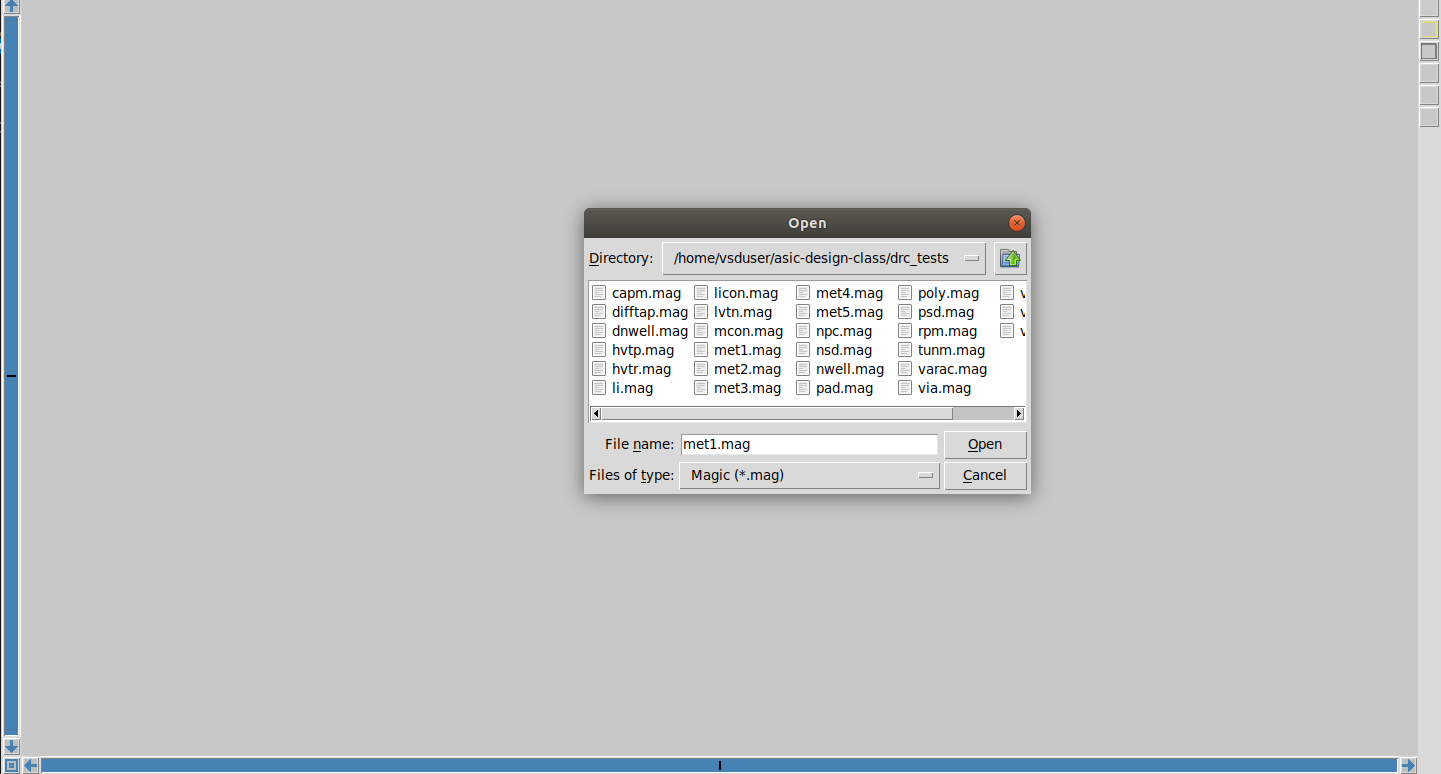 Open
Directory: /home/vsduser/asic-design-class/drc_tests
capm.mag licon.mag met4.mag poly.mag
difftap.mag lvtn.mag met5.mag psd.mag
dnwell.mag mcon.mag npc.mag rpm.mag
hvtp.mag met1.mag nsd.mag tunm.mag
hvtr.mag met2.mag nwell.mag varac.mag
li.mag met3.mag pad.mag via.mag
File name: met1.mag Open
Files of type: Magic (*.mag) Cancel